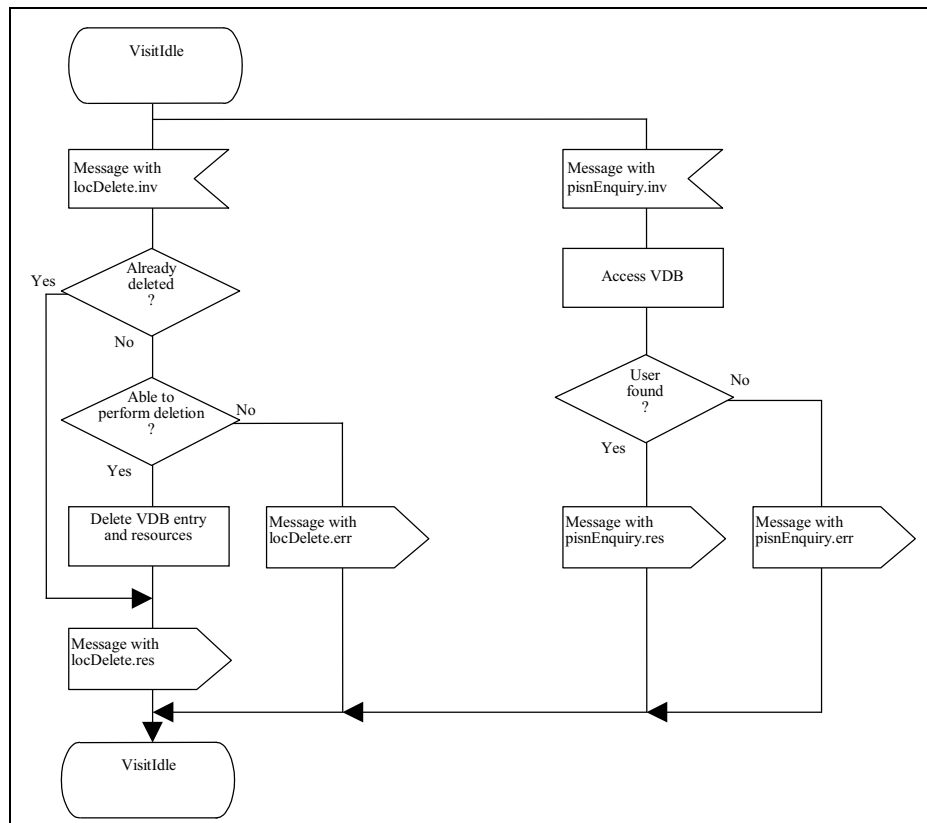 VisitIdle
Message with
locDelete.inv
Message with
pisnEnquiry.inv
Already
deleted
?
Yes
No
Access VDB
Able to
perform deletion
?
No
Yes
User
found
?
No
Yes
Delete VDB entry
and resources
Message with
locDelete.err
Message with
pisnEnquiry.res
Message with
pisnEnquiry.err
Message with
locDelete.res
VisitIdle